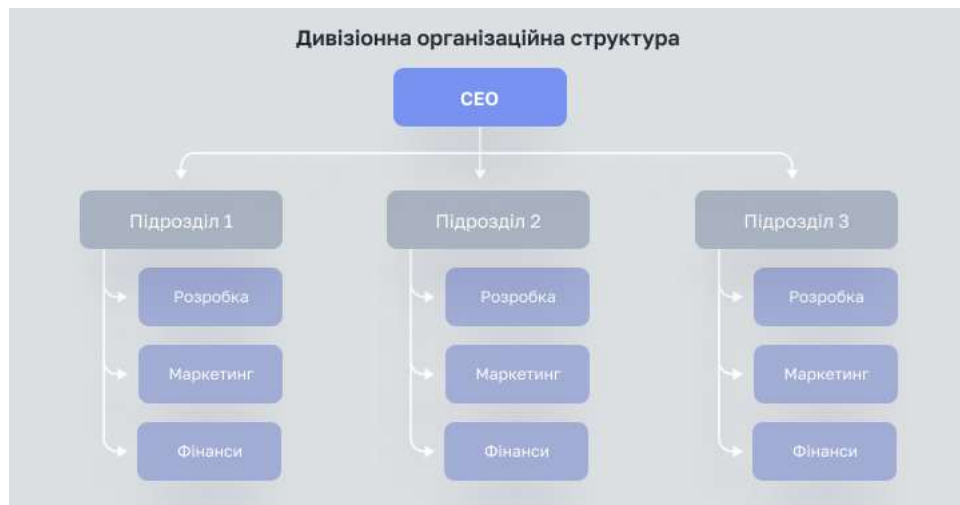 Дивізіонна організаційна структура
CEO
Підрозділ 1
Підрозділ 2
Підрозділ 3
Розробка
Розробка
Розробка
Маркетинг
Маркетинг
Маркетинг
Фінанси
Фінанси
Фінанси